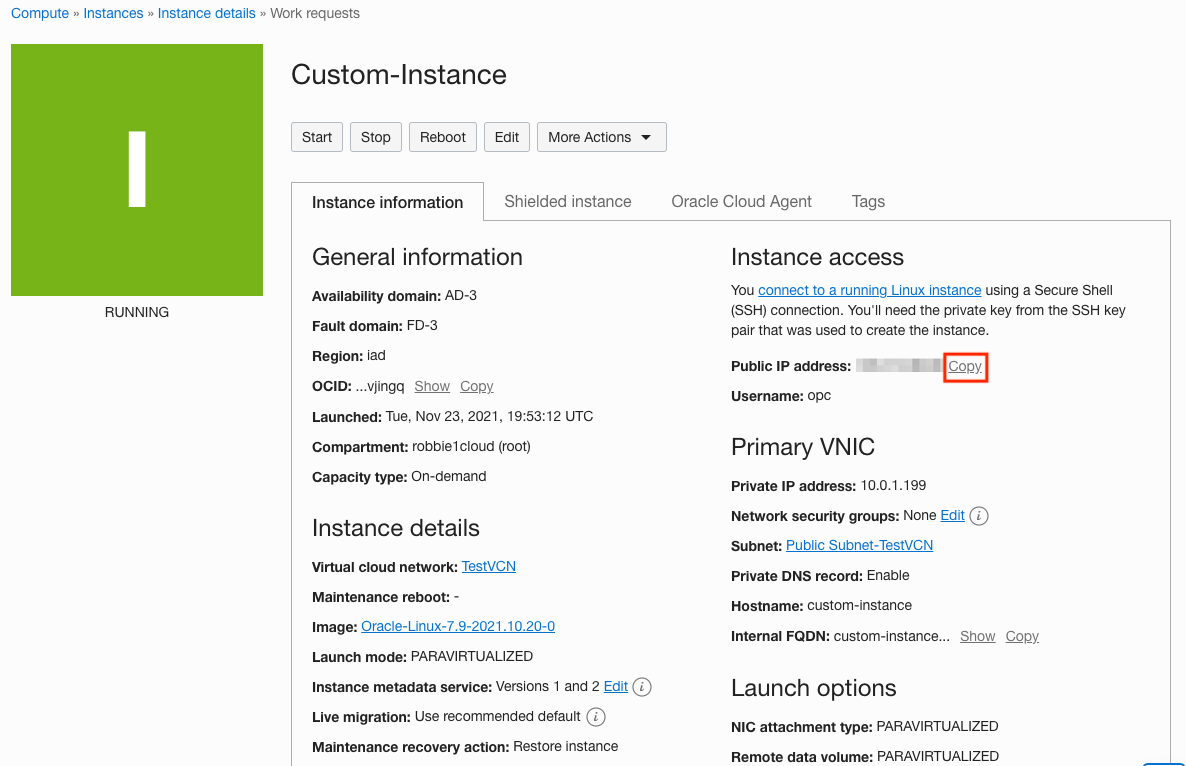 Compute » Instances » Instance details » Work requests
I
RUNNING
Custom-Instance
Start Stop Reboot Edit More Actions
Instance information Shielded instance Oracle Cloud Agent Tags
General information
Availability domain: AD-3
Fault domain: FD-3
Region: iad
OCID: ...vjingq Show Copy
Launched: Tue, Nov 23, 2021, 19:53:12 UTC
Compartment: robbie1cloud (root)
Capacity type: On-demand
Instance details
Virtual cloud network: TestVCN
Maintenance reboot: -
Image: Oracle-Linux-7.9-2021.10.20-0
Launch mode: PARAVIRTUALIZED
Instance metadata service: Versions 1 and 2 Edit i
Live migration: Use recommended default i
Maintenance recovery action: Restore instance
Instance access
You connect to a running Linux instance using a Secure Shell
(SSH) connection. You'll need the private key from the SSH key
pair that was used to create the instance.
Public IP address: Copy
Username: opc
Primary VNIC
Private IP address: 10.0.1.199
Network security groups: None Edit i
Subnet: Public Subnet-TestVCN
Private DNS record: Enable
Hostname: custom-instance
Internal FQDN: custom-instance... Show Copy
Launch options
NIC attachment type: PARAVIRTUALIZED
Remote data volume: PARAVIRTUALIZED